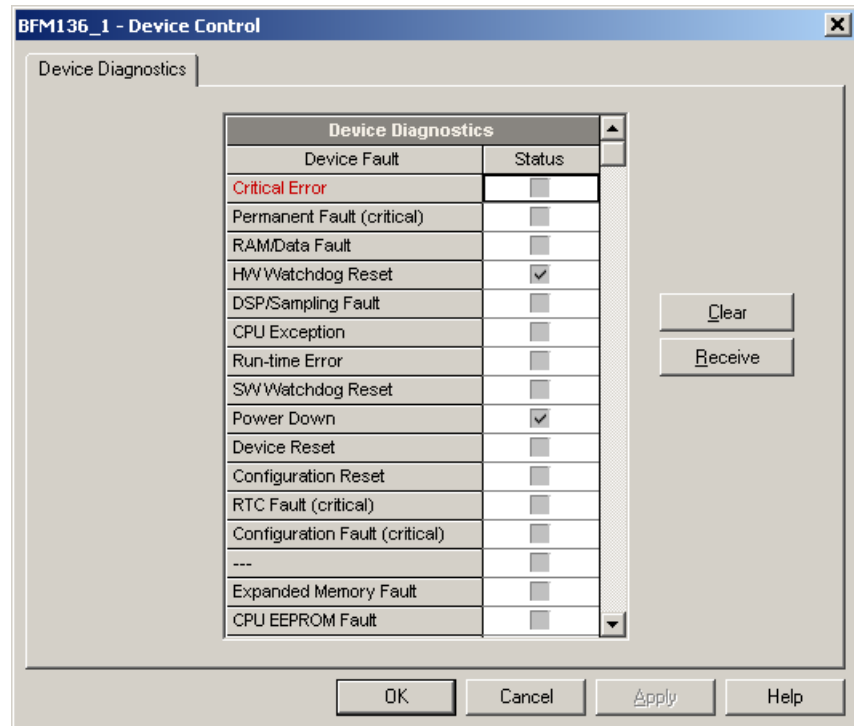 BFM136_1 - Device Control
Device Diagnostics
Device Diagnostics
Device Fault Status
Critical Error
Permanent Fault (critical)
RAM/Data Fault
HW Watchdog Reset
DSP/Sampling Fault
CPU Exception
Run-time Error
SW Watchdog Reset
Power Down
Device Reset
Configuration Reset
RTC Fault (critical)
Configuration Fault (critical)
---
Expanded Memory Fault
CPU EEPROM Fault
Clear
Receive
OK Cancel Apply Help